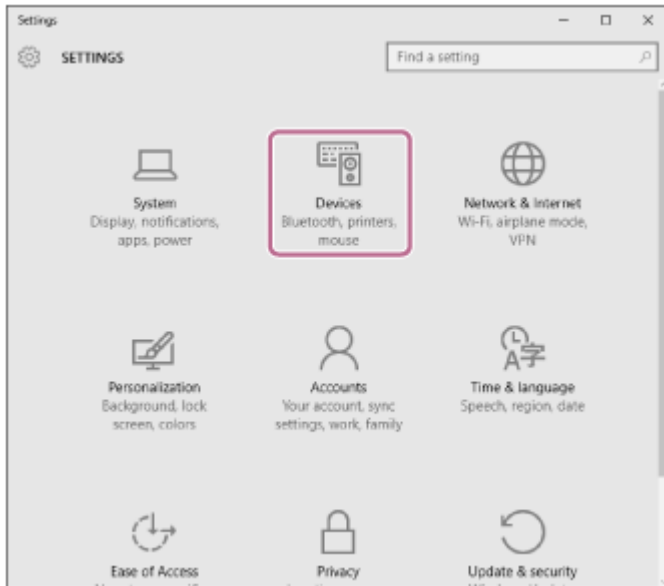 Settings
SETTINGS
Find a setting
System
Display, notifications,
apps, power
Devices
Bluetooth, printers,
mouse
Network & Internet
Wi-Fi, airplane mode,
VPN
Personalization
Background, lock
screen, colors
Accounts
Your account, sync
settings, work, family
Time & language
Speech, region, date
Ease of Access
Privacy
Update & security